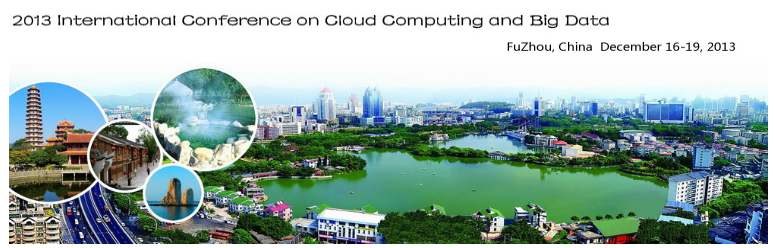 2013 International Conference on Cloud Computing and Big Data
FuZhou, China December 16-19, 2013